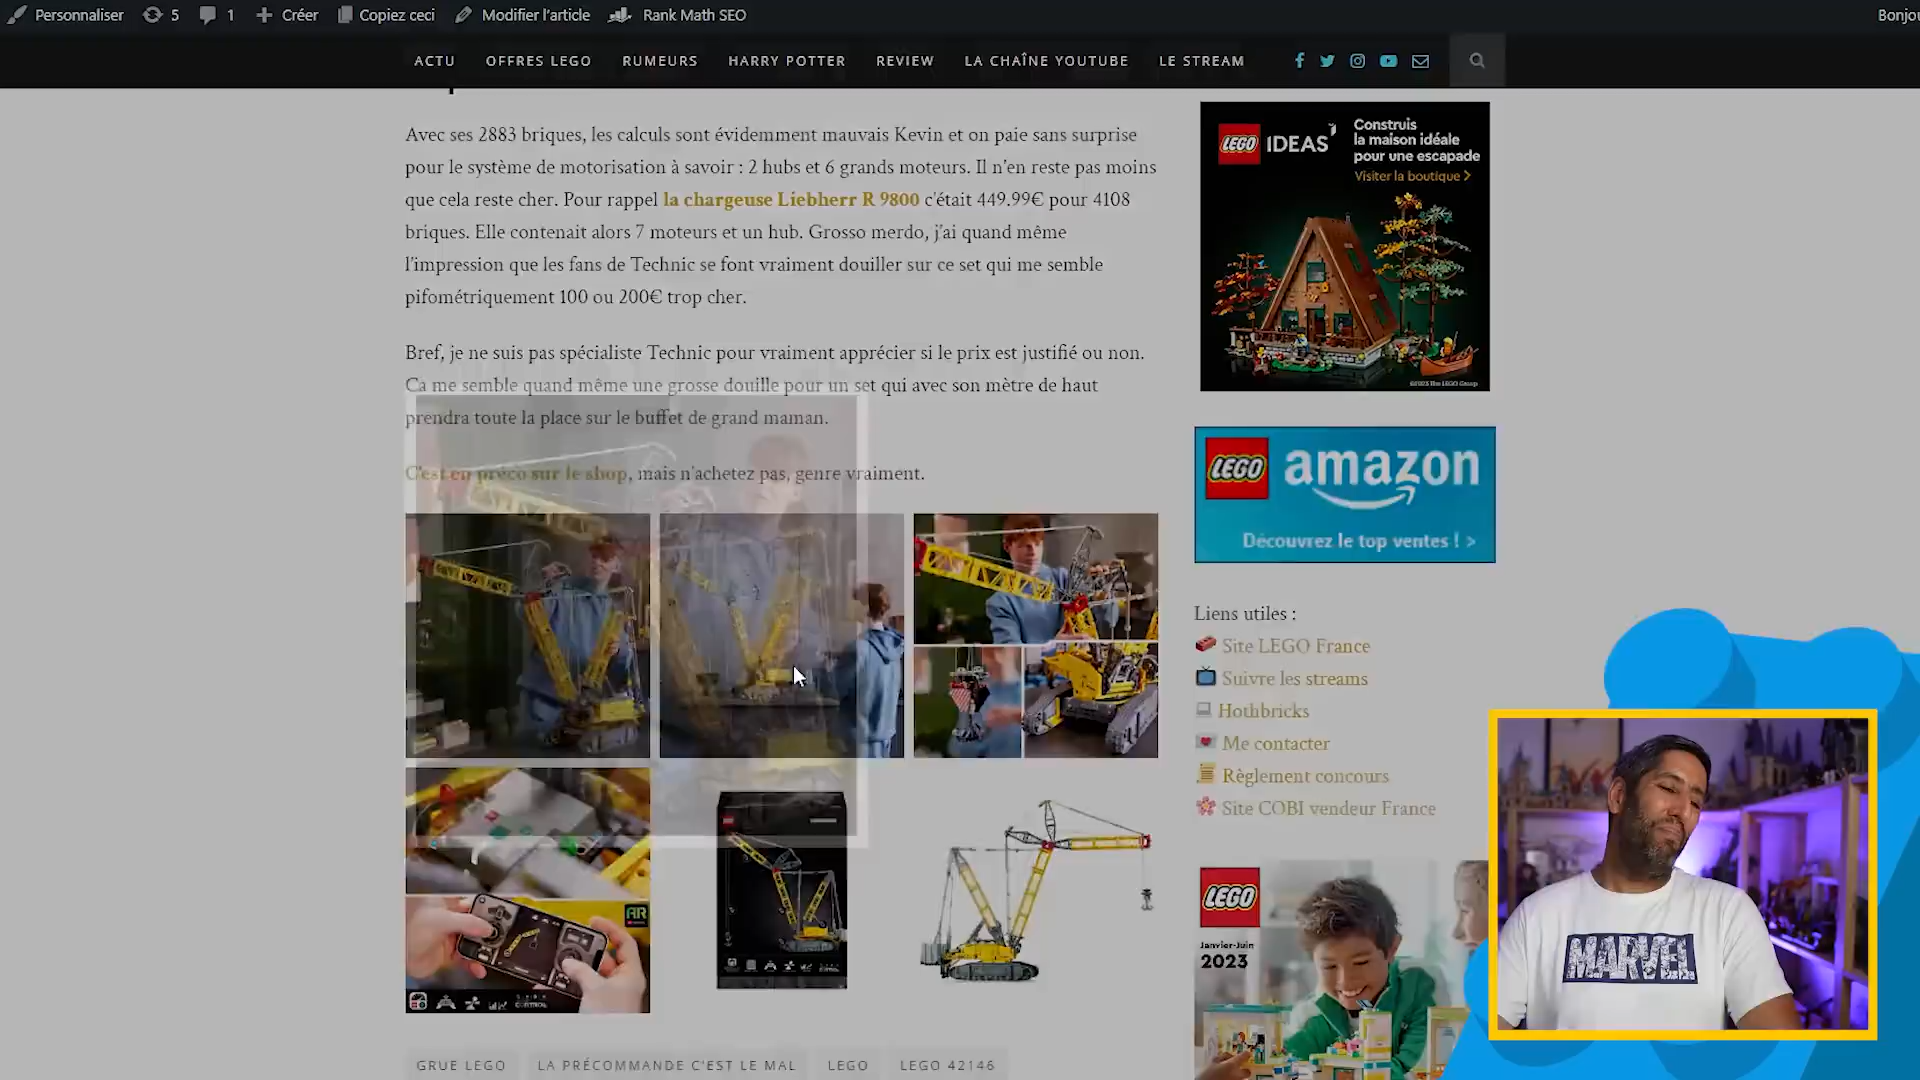 Personnaliser
5
1
Créer
Copiez ceci
Modifier l'article
Rank Math SEO
ACTU
OFFRES LEGO
RUMEURS
HARRY POTTER
REVIEW
LA CHAÎNE YOUTUBE
LE STREAM
Avec ses 2883 briques, les calculs sont évidemment mauvais Kevin et on paie sans surprise
pour le système de motorisation à savoir : 2 hubs et 6 grands moteurs. Il n'en reste pas moins
que cela reste cher. Pour rappel la chargeuse Liebherr R 9800 c'était 449.99€ pour 4108
briques. Elle contenait alors 7 moteurs et un hub. Grosso merdo, j'ai quand même
l'impression que les fans de Technic se font vraiment douiller sur ce set qui me semble
pifométriquement 100 ou 200€ trop cher.
Bref, je ne suis pas spécialiste Technic pour vraiment apprécier si le prix est justifié ou non.
Ca me semble quand même une grosse douille pour un set qui avec son mètre de haut
prendra toute la place sur le buffet de grand maman.
C'est en préco sur le shop, mais n'achetez pas, genre vraiment.
AR
CONTROL
GRUE LEGO
LA PRÉCOMMANDE C'EST LE MAL
LEGO
LEGO 42146
LEGO IDEAS
Construis
la maison idéale
pour une escapade
Visiter la boutique >
©2023 The LEGO Group
LEGO amazon
Découvrez le top ventes ! >
Liens utiles :
Site LEGO France
Suivre les streams
Hothbricks
Me contacter
Règlement concours
Site COBI vendeur France
LEGO
Janvier-Juin
2023
MARVEL